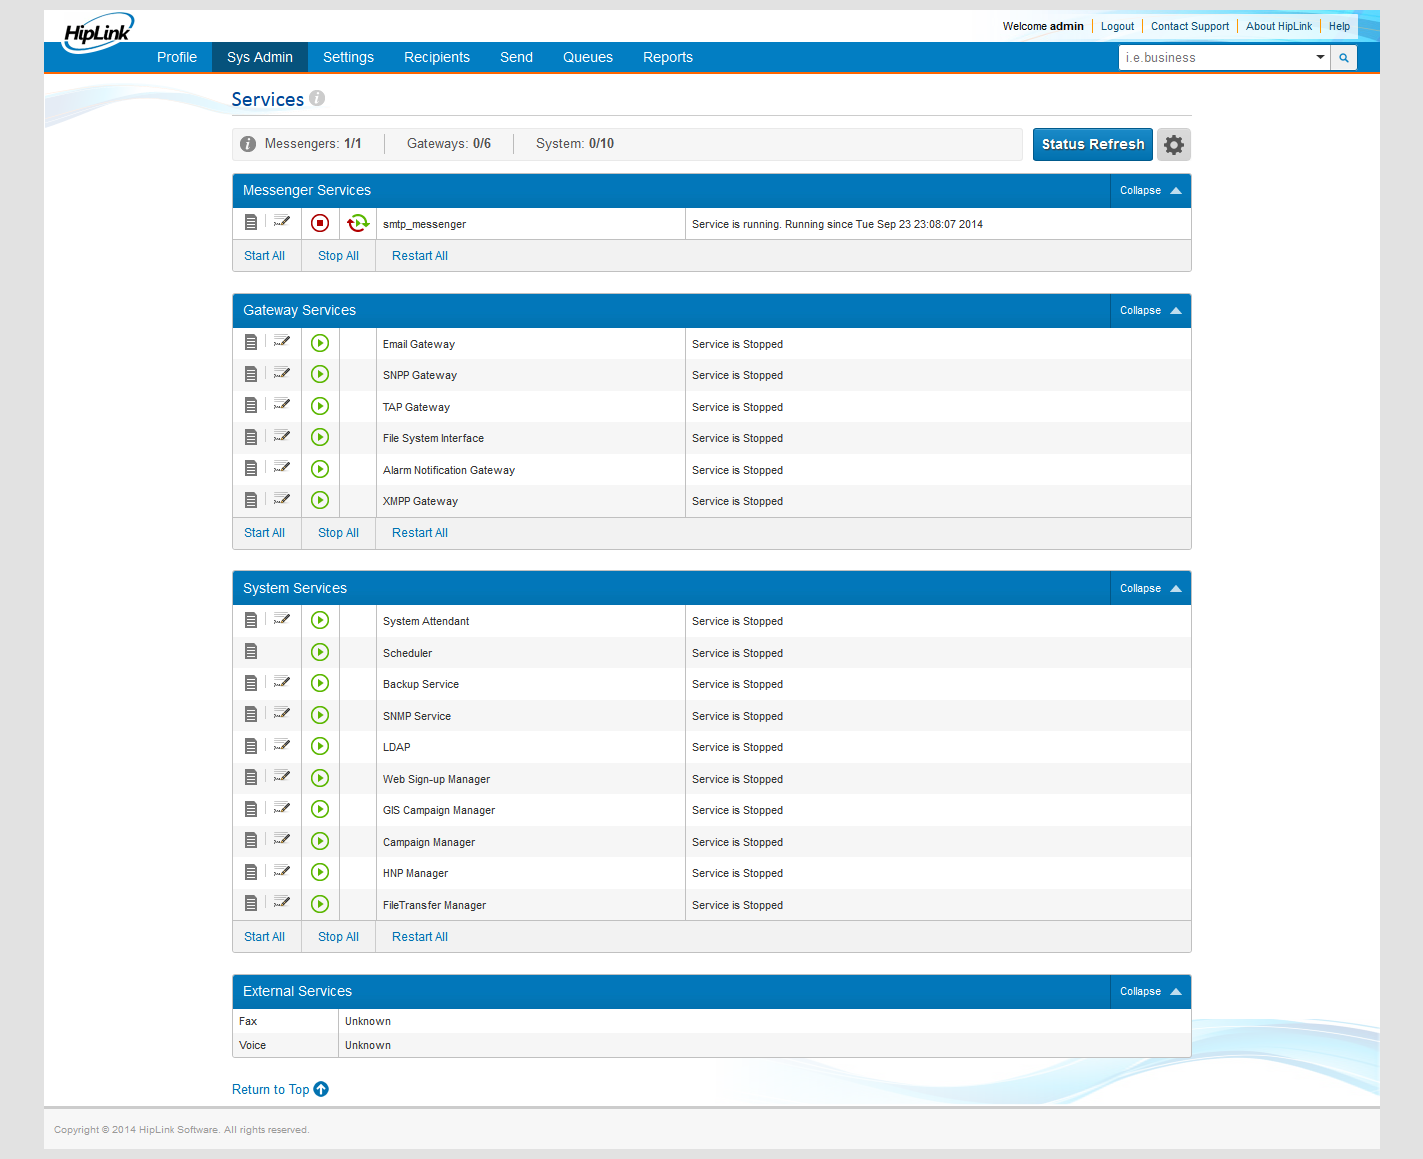 HipLink
Welcome admin Logout Contact Support About HipLink Help
Profile Sys Admin Settings Recipients Send Queues Reports i.e.business
Services
Messengers: 1/1 Gateways: 0/6 System: 0/10 Status Refresh
Messenger Services Collapse
smtp_messenger Service is running. Running since Tue Sep 23 23:08:07 2014
Start All Stop All Restart All
Gateway Services Collapse
Email Gateway Service is Stopped
SNPP Gateway Service is Stopped
TAP Gateway Service is Stopped
File System Interface Service is Stopped
Alarm Notification Gateway Service is Stopped
XMPP Gateway Service is Stopped
Start All Stop All Restart All
System Services Collapse
System Attendant Service is Stopped
Scheduler Service is Stopped
Backup Service Service is Stopped
SNMP Service Service is Stopped
LDAP Service is Stopped
Web Sign-up Manager Service is Stopped
GIS Campaign Manager Service is Stopped
Campaign Manager Service is Stopped
HNP Manager Service is Stopped
FileTransfer Manager Service is Stopped
Start All Stop All Restart All
External Services Collapse
Fax Unknown
Voice Unknown
Return to Top
Copyright © 2014 HipLink Software. All rights reserved.